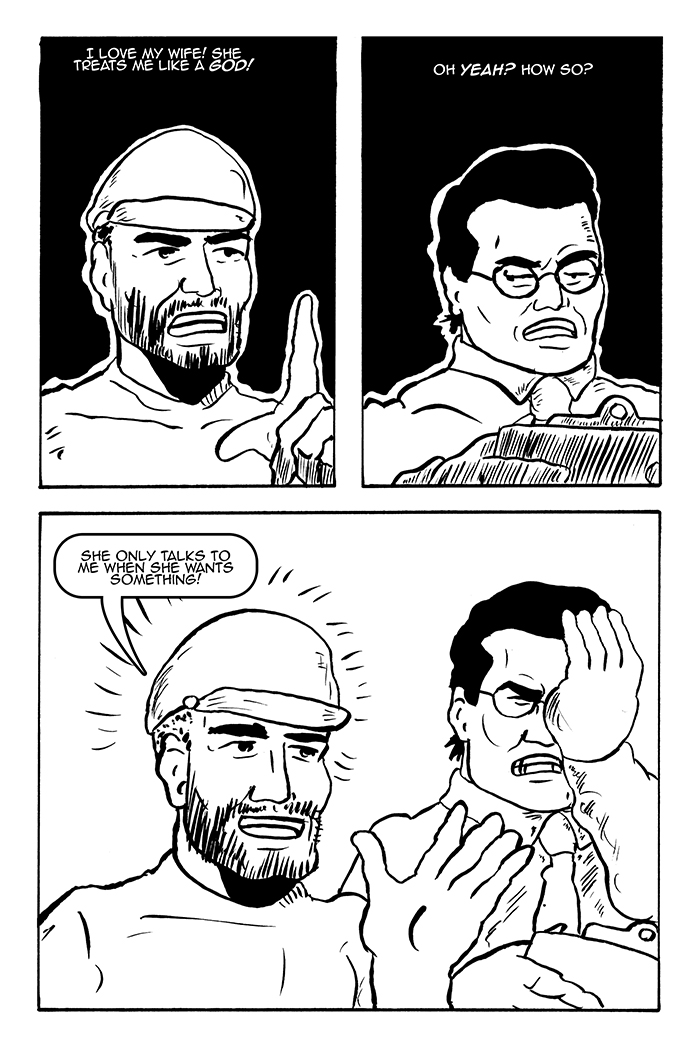 I LOVE MY WIFE! SHE
TREATS ME LIKE A GOD!
OH YEAH? HOW SO?
SHE ONLY TALKS TO
ME WHEN SHE WANTS
SOMETHING!